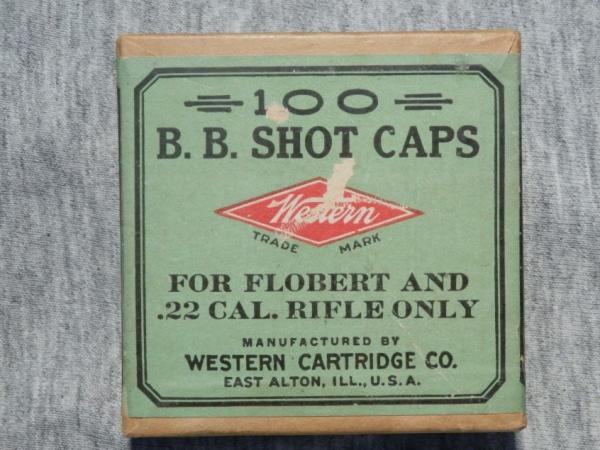 100
B. B. SHOT CAPS
Western
TRADE MARK
FOR FLOBERT AND
.22 CAL. RIFLE ONLY
MANUFACTURED BY
WESTERN CARTRIDGE CO.
EAST ALTON, ILL., U.S.A.